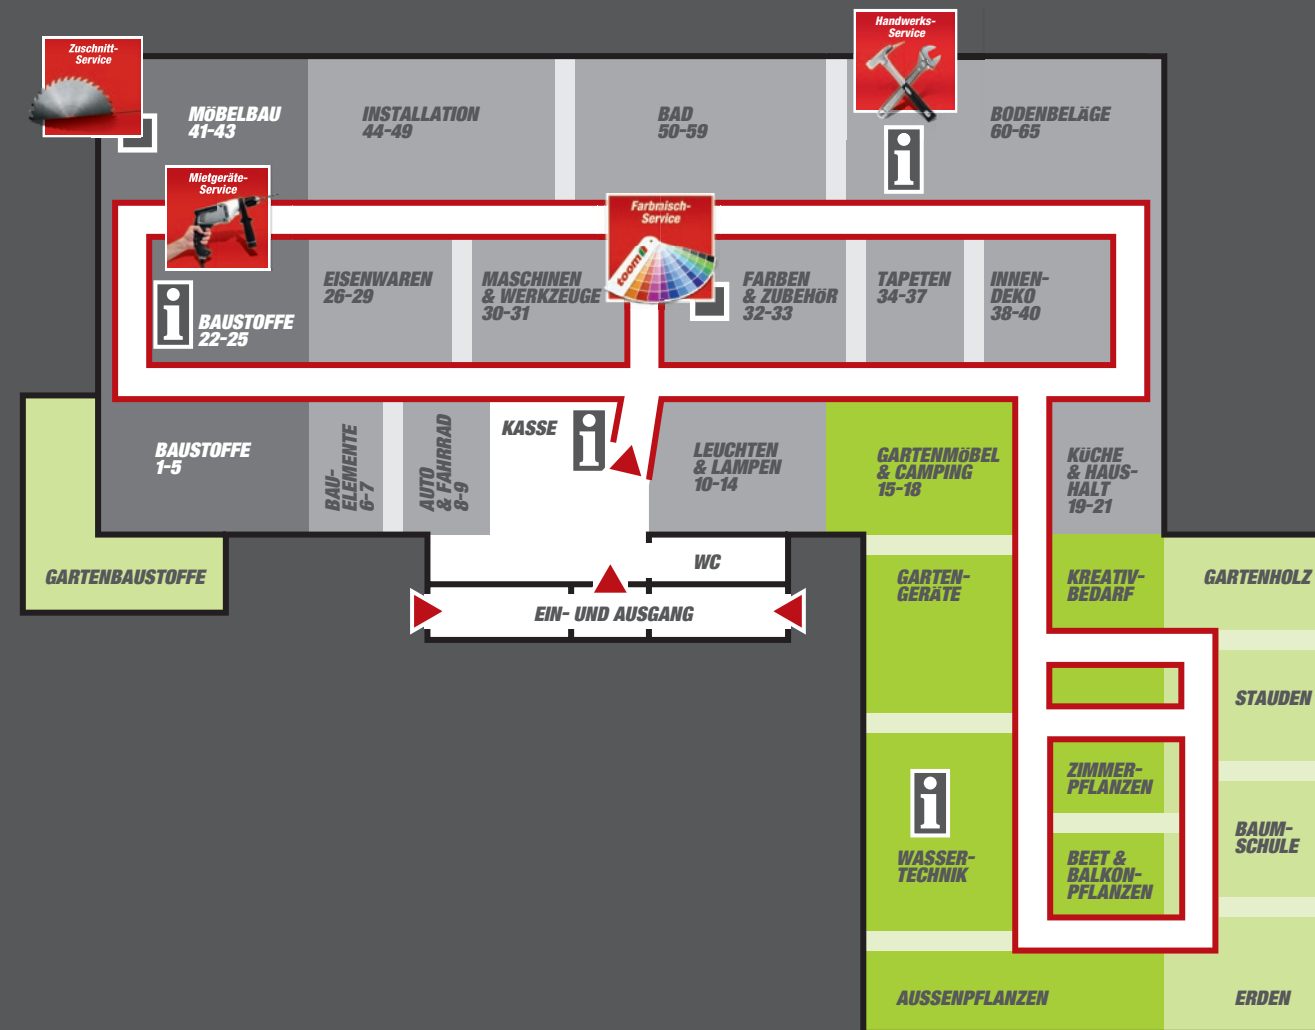 Zuschnitt-
Service
Handwerks-
Service
MÖBELBAU
41-43
INSTALLATION
44-49
BAD
50-59
BODENBELÄGE
60-65
i
Mietgeräte-
Service
Farbmisch-
Service
toom
i
BAUSTOFFE
22-25
EISENWAREN
26-29
MASCHINEN
& WERKZEUGE
30-31
FARBEN
& ZUBEHÖR
32-33
TAPETEN
34-37
INNEN-
DEKO
38-40
BAUSTOFFE
1-5
BAU-
ELEMENTE
6-7
AUTO
& FAHRRAD
8-9
KASSE
i
LEUCHTEN
& LAMPEN
10-14
GARTENMÖBEL
& CAMPING
15-18
KÜCHE
& HAUS-
HALT
19-21
GARTENBAUSTOFFE
WC
EIN- UND AUSGANG
GARTEN-
GERÄTE
KREATIV-
BEDARF
GARTENHOLZ
STAUDEN
i
WASSER-
TECHNIK
ZIMMER-
PFLANZEN
BEET &
BALKON-
PFLANZEN
BAUM-
SCHULE
AUSSENPFLANZEN
ERDEN